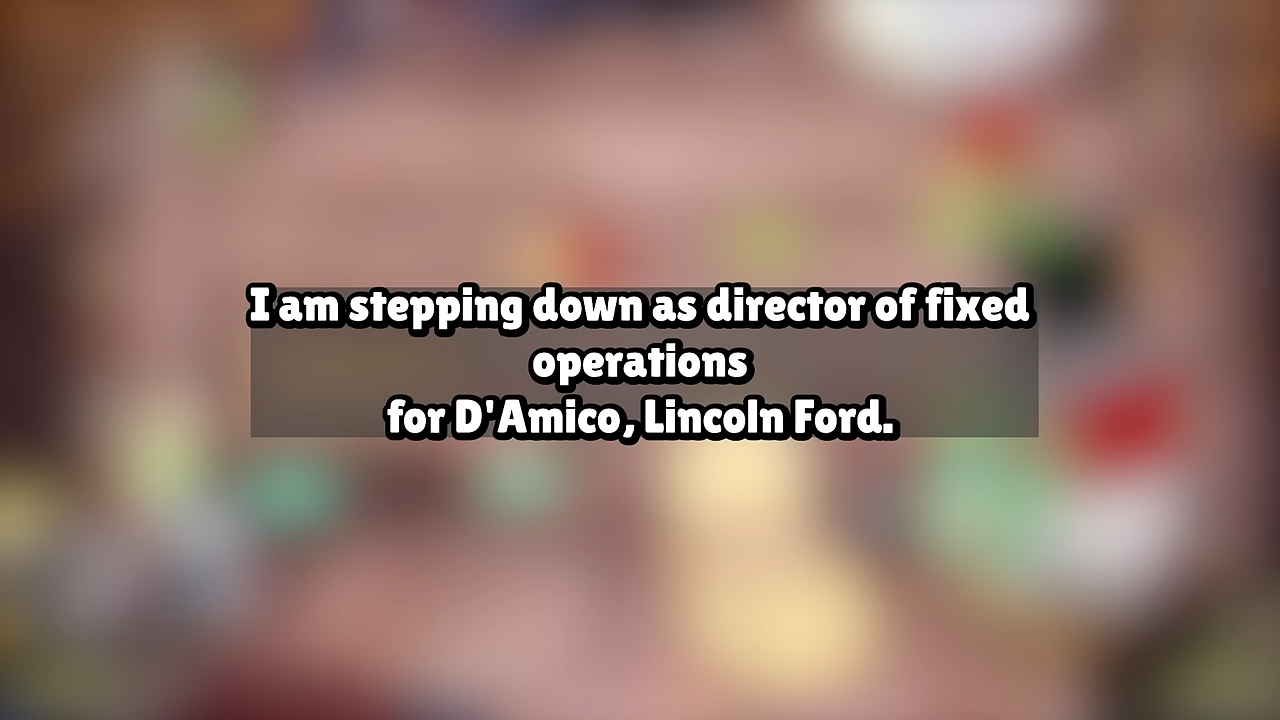 I am stepping down as director of fixed
operations
for D'Amico, Lincoln Ford.